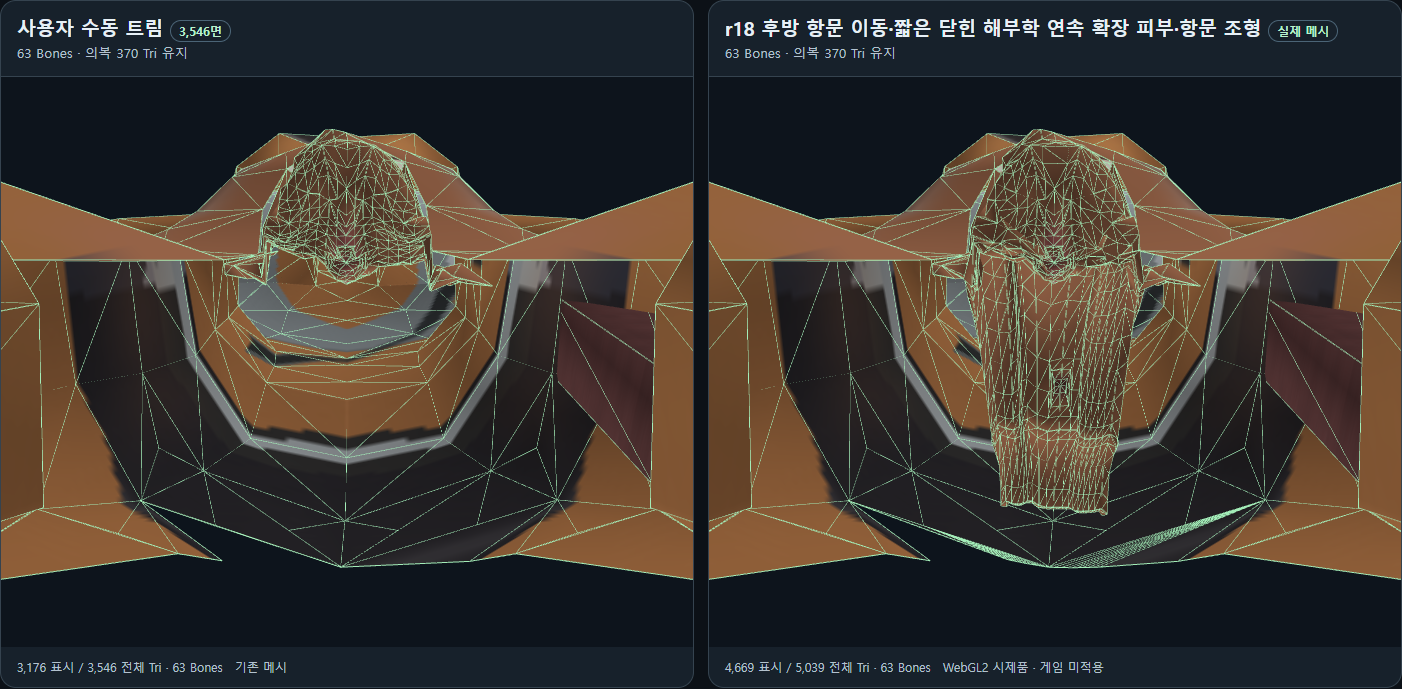 사용자 수동 트림 3,546면
63 Bones · 의복 370 Tri 유지
3,176 표시 / 3,546 전체 Tri · 63 Bones 기존 메시
r18 후방 항문 이동·짧은 닫힌 해부학 연속 확장 피부·항문 조형 실제 메시
63 Bones · 의복 370 Tri 유지
4,669 표시 / 5,039 전체 Tri · 63 Bones WebGL2 시제품 · 게임 미적용